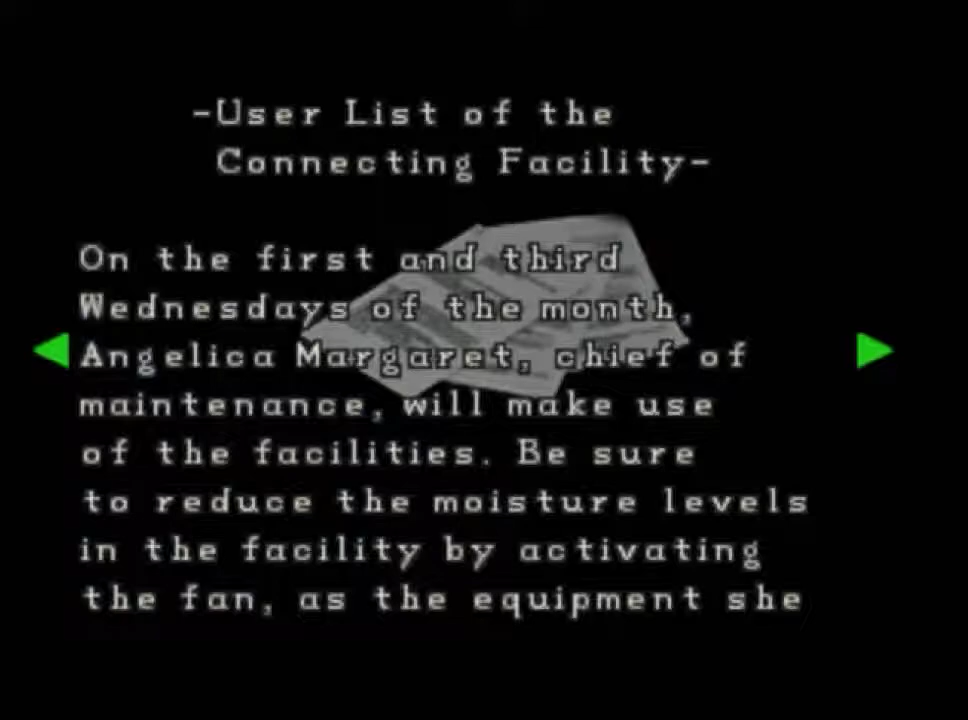 -User List of the
Connecting Facility-
On the first and third
Wednesdays of the month,
Angelica Margaret, chief of
maintenance, will make use
of the facilities. Be sure
to reduce the moisture levels
in the facility by activating
the fan, as the equipment she